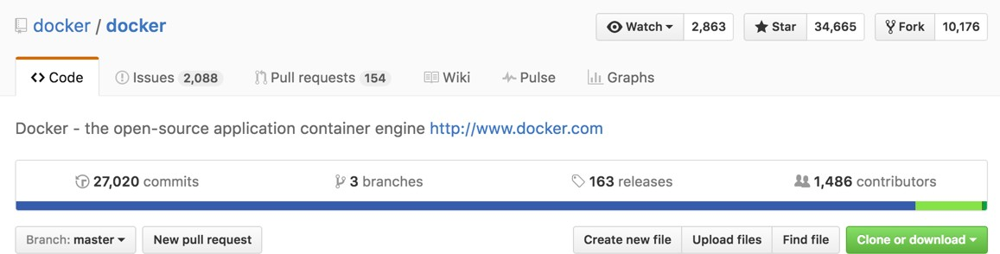 docker / docker Watch 2,863 Star 34,665 Fork 10,176
Code Issues 2,088 Pull requests 154 Wiki Pulse Graphs
Docker - the open-source application container engine http://www.docker.com
27,020 commits 3 branches 163 releases 1,486 contributors
Branch: master New pull request Create new file Upload files Find file Clone or download